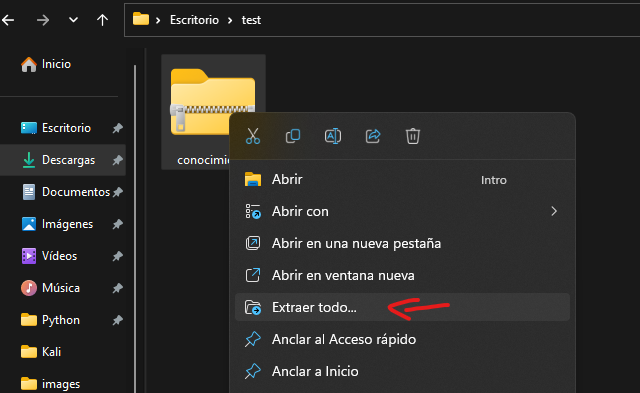 Escritorio > test
Inicio
Escritorio
Descargas
Documentos
Imágenes
Vídeos
Música
Python
Kali
images
Abrir Intro
Abrir con
Abrir en una nueva pestaña
Abrir en ventana nueva
Extraer todo...
Anclar al Acceso rápido
Anclar a Inicio